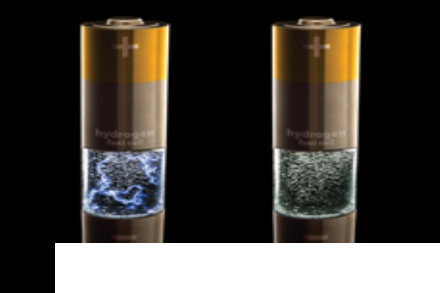 +
hydrogen
fuel cell
+
hydrogen
fuel cell